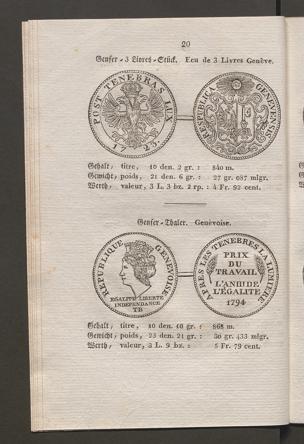 20
Genfer-3 Livres-Stück. Ecu de 3 Livres Genève.
POST TENEBRAS LUX
1723.
RESPUBLICA GENEVENSIS
Gehalt, titre, 10 den. 2 gr. : 840 m.
Gewicht, poids, 21 den. 6 gr. : 27 gr. 087 mlgr.
Werth, valeur, 3 L. 3 bz. 2 rp. : 4 Fr. 92 cent.
Genfer-Thaler. Genèvoise.
REPUBLIQUE GENEVOISE
EGALITE LIBERTE
INDEPENDANCE
TB
APRES LES TENEBRES LA LUMIERE
PRIX
DU
TRAVAIL
L'AN III DE
L'EGALITE
1794
Gehalt, titre, 10 den. gr. : 868 m.
Gewicht, poids, 23 den. 21 gr. : 30 gr. 433 mlgr.
Werth, valeur, 3 L. 9 bz. : 5 Fr. 79 cent.